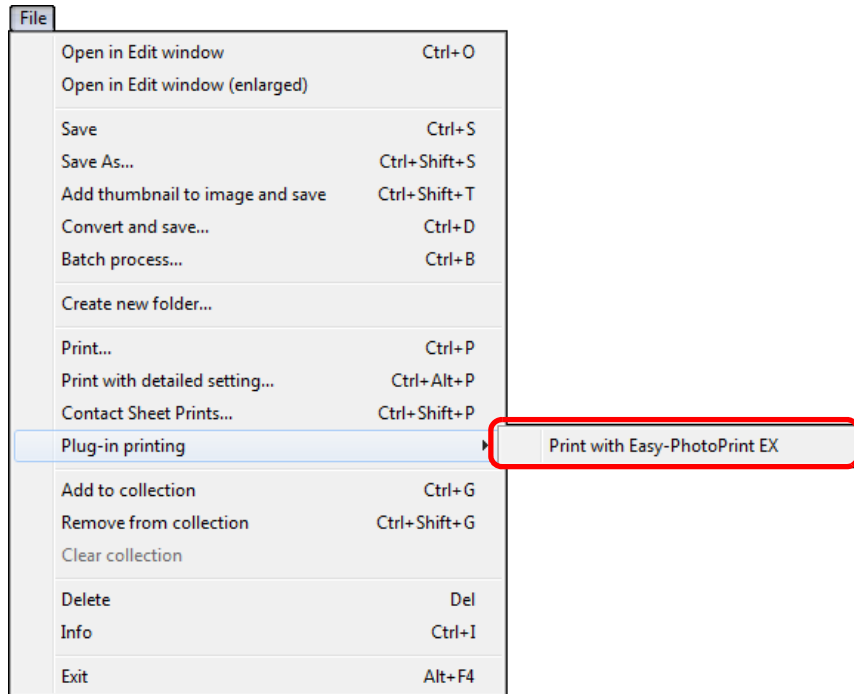 File
Open in Edit window Ctrl+O
Open in Edit window (enlarged)
Save Ctrl+S
Save As... Ctrl+Shift+S
Add thumbnail to image and save Ctrl+Shift+T
Convert and save... Ctrl+D
Batch process... Ctrl+B
Create new folder...
Print... Ctrl+P
Print with detailed setting... Ctrl+Alt+P
Contact Sheet Prints... Ctrl+Shift+P
Plug-in printing Print with Easy-PhotoPrint EX
Add to collection Ctrl+G
Remove from collection Ctrl+Shift+G
Clear collection
Delete Del
Info Ctrl+I
Exit Alt+F4